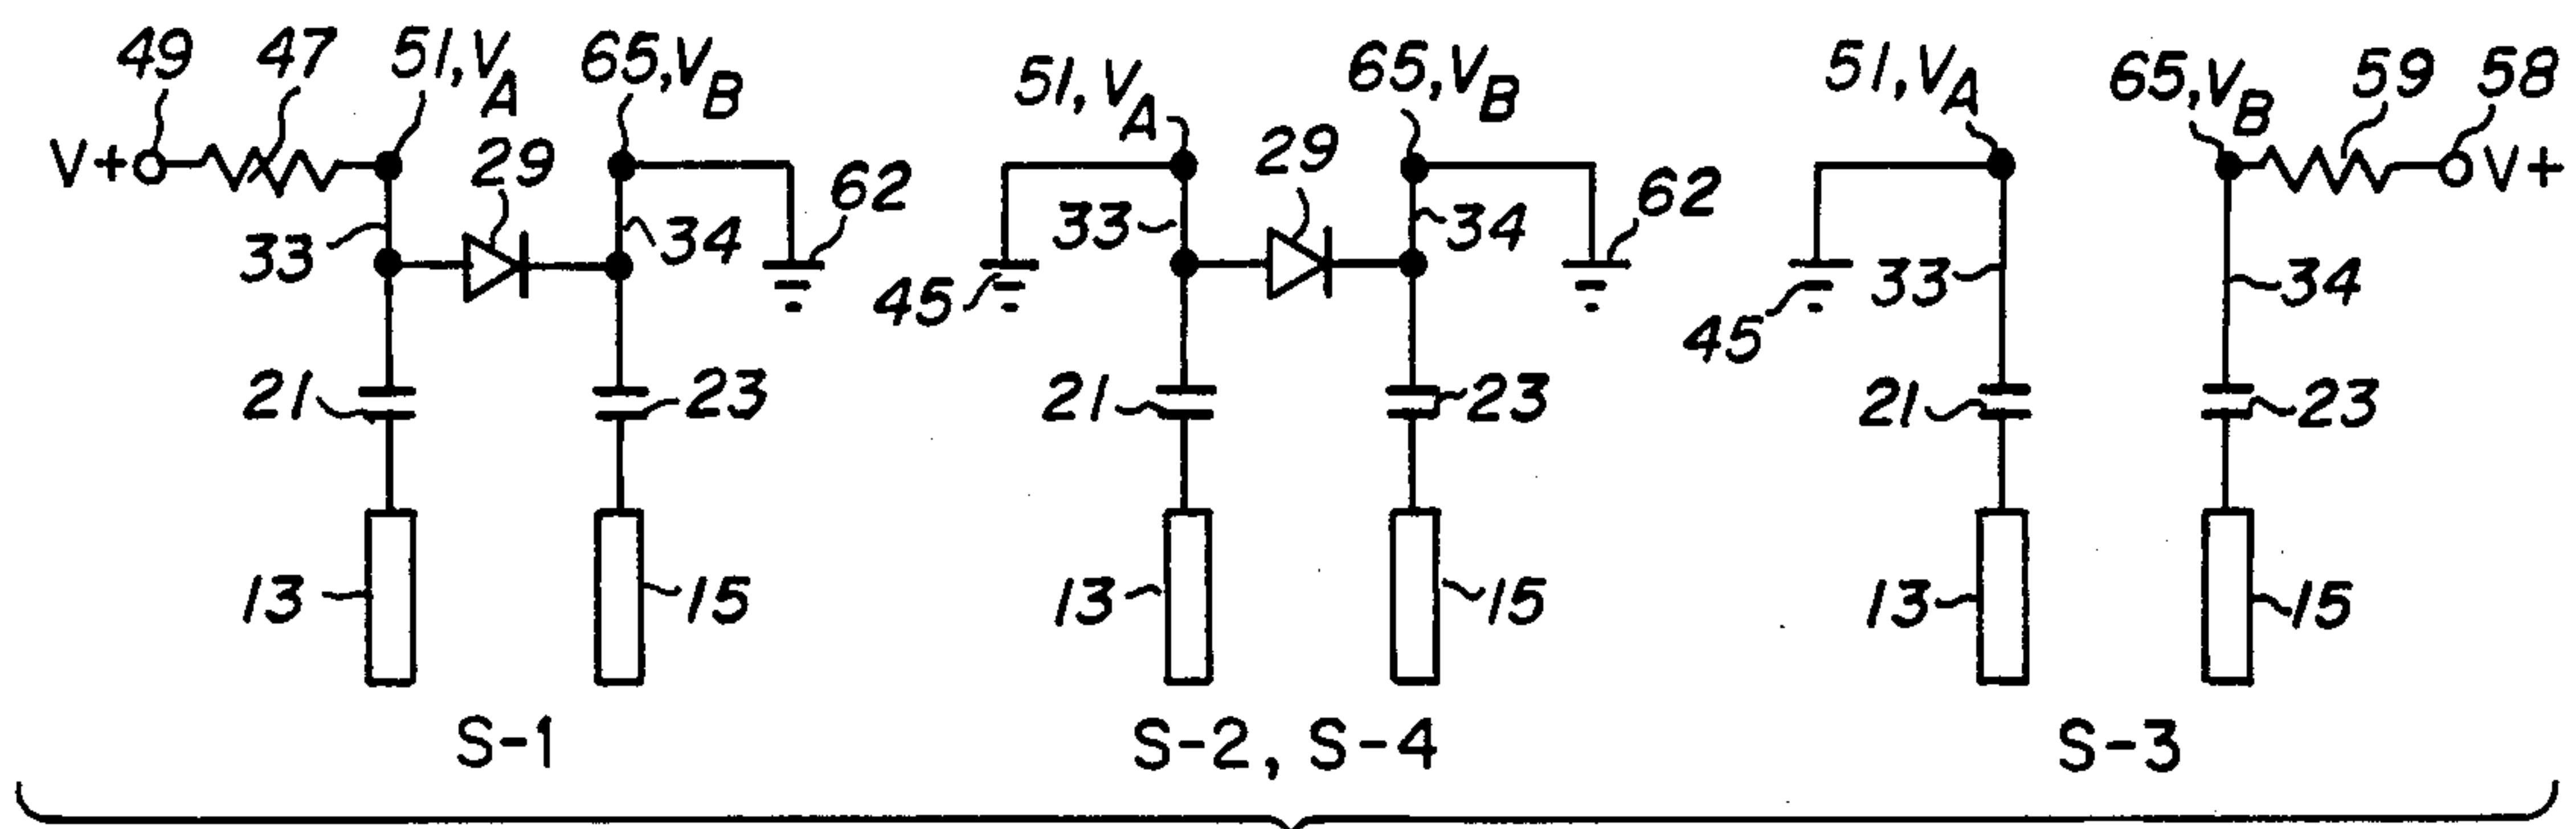 49 47 51, VA 65, VB 51, VA 65, VB 51, VA 65, VB 59 58
V+ 29 62 29 62 V+
33 34 33 34 33 34
45 45
21 23 21 23 21 23
13 15 13 15 13 15
S-1 S-2, S-4 S-3